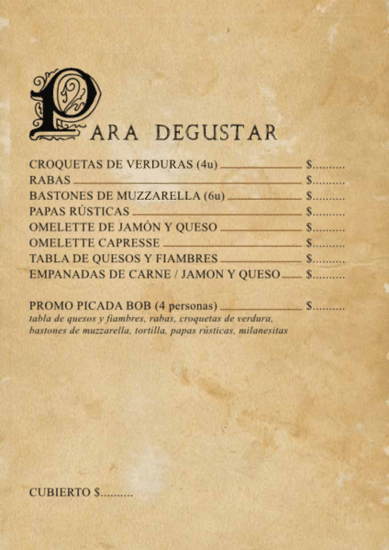 PARA DEGUSTAR
CROQUETAS DE VERDURAS (4u) $..........
RABAS $..........
BASTONES DE MUZZARELLA (6u) $..........
PAPAS RÚSTICAS $..........
OMELETTE DE JAMÓN Y QUESO $..........
OMELETTE CAPRESSE $..........
TABLA DE QUESOS Y FIAMBRES $..........
EMPANADAS DE CARNE / JAMON Y QUESO $..........
PROMO PICADA BOB (4 personas) $..........
tabla de quesos y fiambres, rabas, croquetas de verdura,
bastones de muzzarella, tortilla, papas rústicas, milanesitas
CUBIERTO $..........